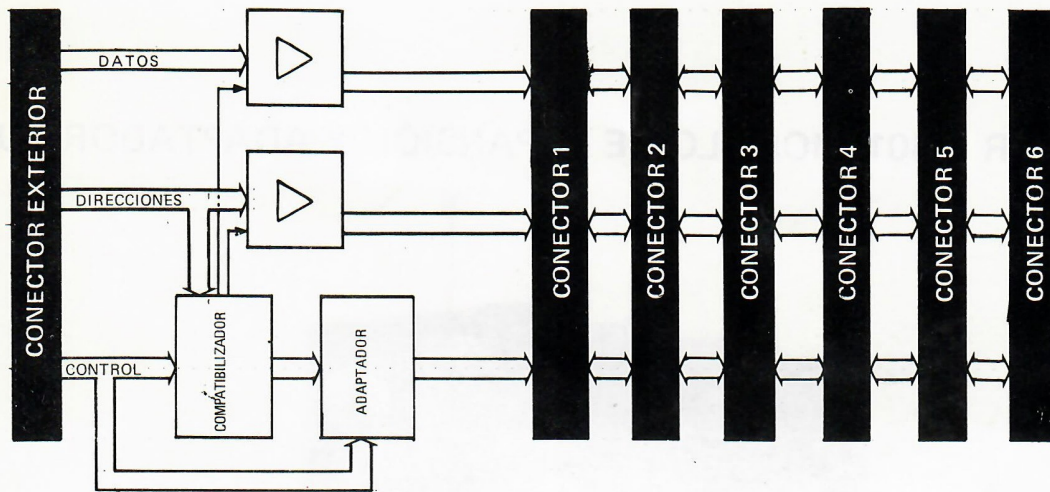 CONECTOR EXTERIOR
DATOS
DIRECCIONES
CONTROL
COMPATIBILIZADOR
ADAPTADOR
CONECTOR 1
CONECTOR 2
CONECTOR 3
CONECTOR 4
CONECTOR 5
CONECTOR 6